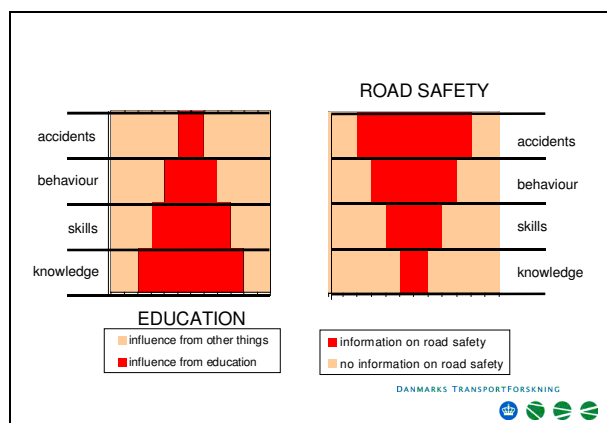 ROAD SAFETY
accidents
behaviour
skills
knowledge
accidents
behaviour
skills
knowledge
EDUCATION
influence from other things
influence from education
information on road safety
no information on road safety
DANMARKS TRANSPORTFORSKNING